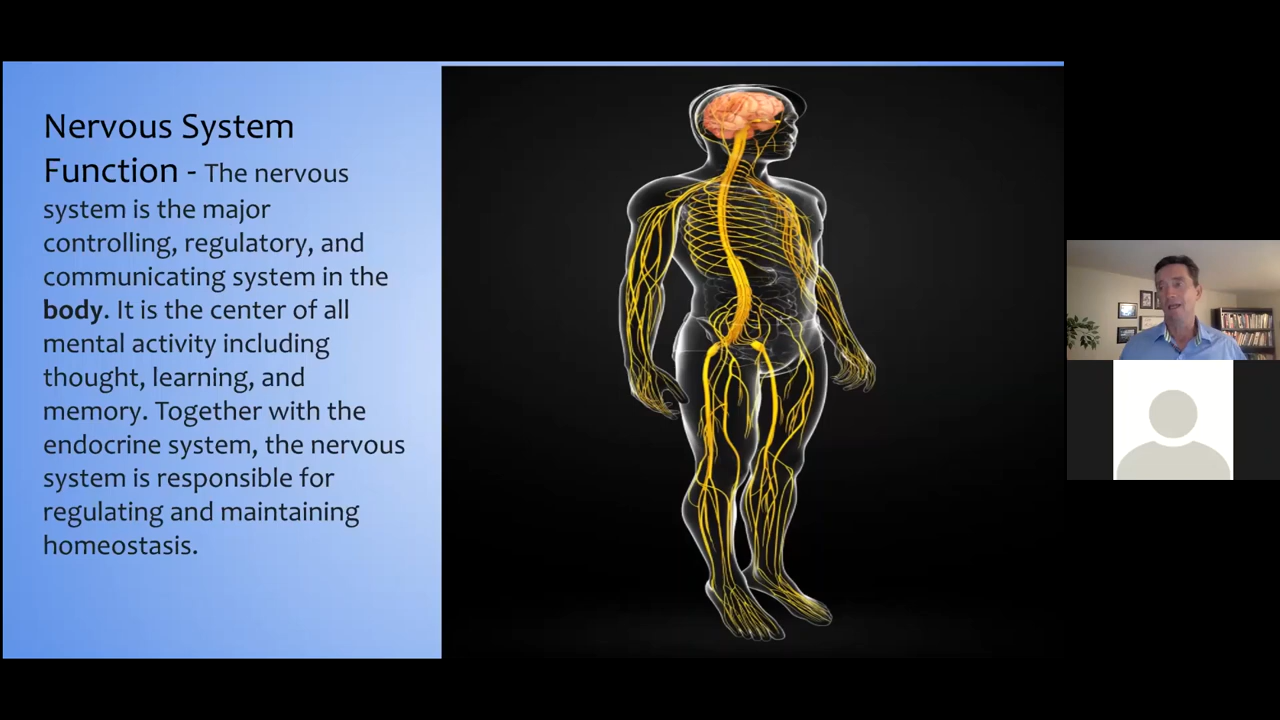 Nervous System
Function - The nervous
system is the major
controlling, regulatory, and
communicating system in the
body. It is the center of all
mental activity including
thought, learning, and
memory. Together with the
endocrine system, the nervous
system is responsible for
regulating and maintaining
homeostasis.